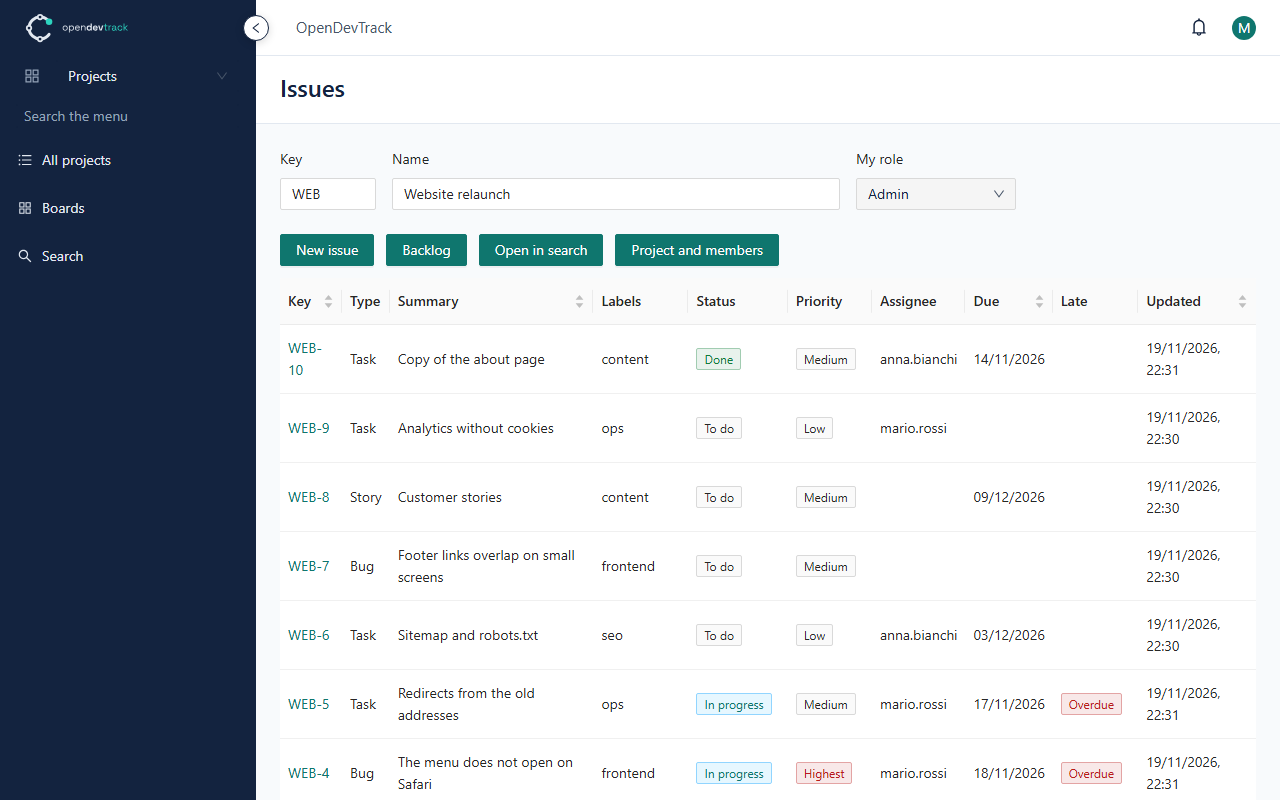 opendevtrack
OpenDevTrack
M
Projects
Search the menu
All projects
Boards
Search
Issues
Key Name My role
WEB Website relaunch Admin
New issue Backlog Open in search Project and members
Key Type Summary Labels Status Priority Assignee Due Late Updated
WEB-10 Task Copy of the about page content Done Medium anna.bianchi 14/11/2026 19/11/2026, 22:31
WEB-9 Task Analytics without cookies ops To do Low mario.rossi 19/11/2026, 22:30
WEB-8 Story Customer stories content To do Medium 09/12/2026 19/11/2026, 22:30
WEB-7 Bug Footer links overlap on small screens frontend To do Medium 19/11/2026, 22:30
WEB-6 Task Sitemap and robots.txt seo To do Low anna.bianchi 03/12/2026 19/11/2026, 22:30
WEB-5 Task Redirects from the old addresses ops In progress Medium mario.rossi 17/11/2026 Overdue 19/11/2026, 22:31
WEB-4 Bug The menu does not open on Safari frontend In progress Highest mario.rossi 18/11/2026 Overdue 19/11/2026, 22:31